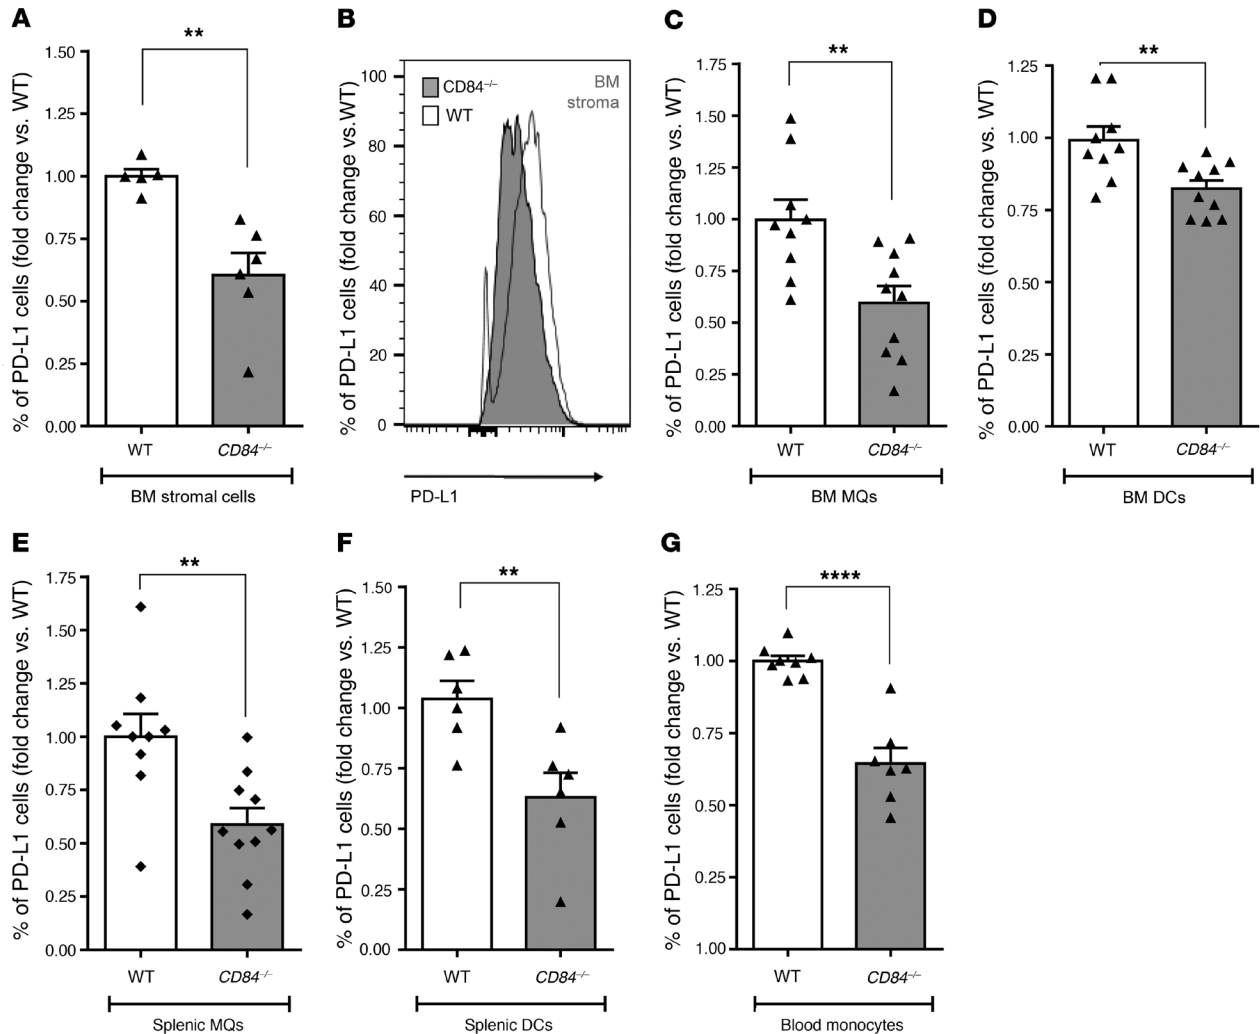 A
% of PD-L1 cells (fold change vs. WT)
**
1.50
1.25
1.00
0.75
0.50
0.25
0.00
WT
CD84⁻/⁻
BM stromal cells
B
% of PD-L1 cells (fold change vs.WT)
100
80
60
40
20
0
CD84⁻/⁻
WT
BM
stroma
PD-L1
C
% of PD-L1 cells (fold change vs. WT)
**
1.75
1.50
1.25
1.00
0.75
0.50
0.25
0.00
WT
CD84⁻/⁻
BM MQs
D
% of PD-L1 cells (fold change vs. WT)
**
1.25
1.00
0.75
0.50
0.25
0.00
WT
CD84⁻/⁻
BM DCs
E
% of PD-L1 cells (fold change vs. WT)
**
1.75
1.50
1.25
1.00
0.75
0.50
0.25
0.00
WT
CD84⁻/⁻
Splenic MQs
F
% of PD-L1 cells (fold change vs. WT)
**
1.50
1.25
1.00
0.75
0.50
0.25
0.00
WT
CD84⁻/⁻
Splenic DCs
G
% of PD-L1 cells (fold change vs. WT)
****
1.25
1.00
0.75
0.50
0.25
1.00
WT
CD84⁻/⁻
Blood monocytes